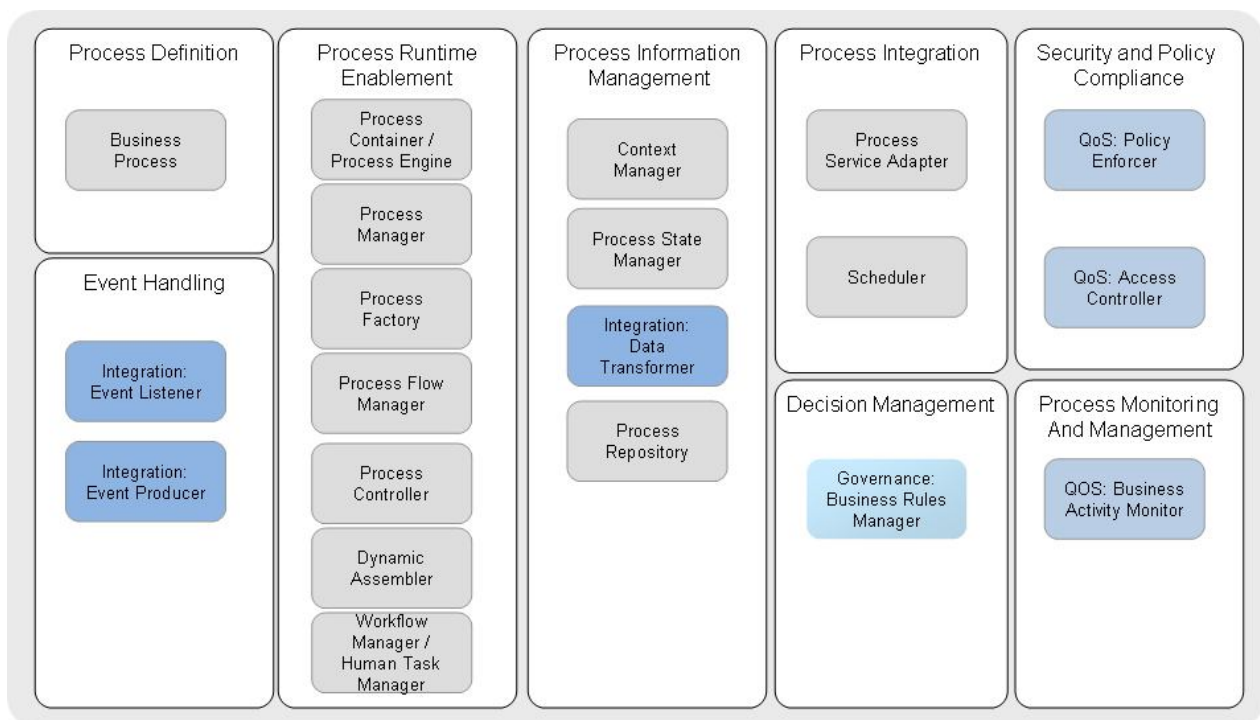 Process Definition
Business
Process
Event Handling
Integration:
Event Listener
Integration:
Event Producer
Process Runtime
Enablement
Process
Container /
Process Engine
Process
Manager
Process
Factory
Process Flow
Manager
Process
Controller
Dynamic
Assembler
Workflow
Manager /
Human Task
Manager
Process Information
Management
Context
Manager
Process State
Manager
Integration:
Data
Transformer
Process
Repository
Process Integration
Process
Service Adapter
Scheduler
Decision Management
Governance:
Business Rules
Manager
Security and Policy
Compliance
QoS: Policy
Enforcer
QoS: Access
Controller
Process Monitoring
And Management
QOS: Business
Activity Monitor